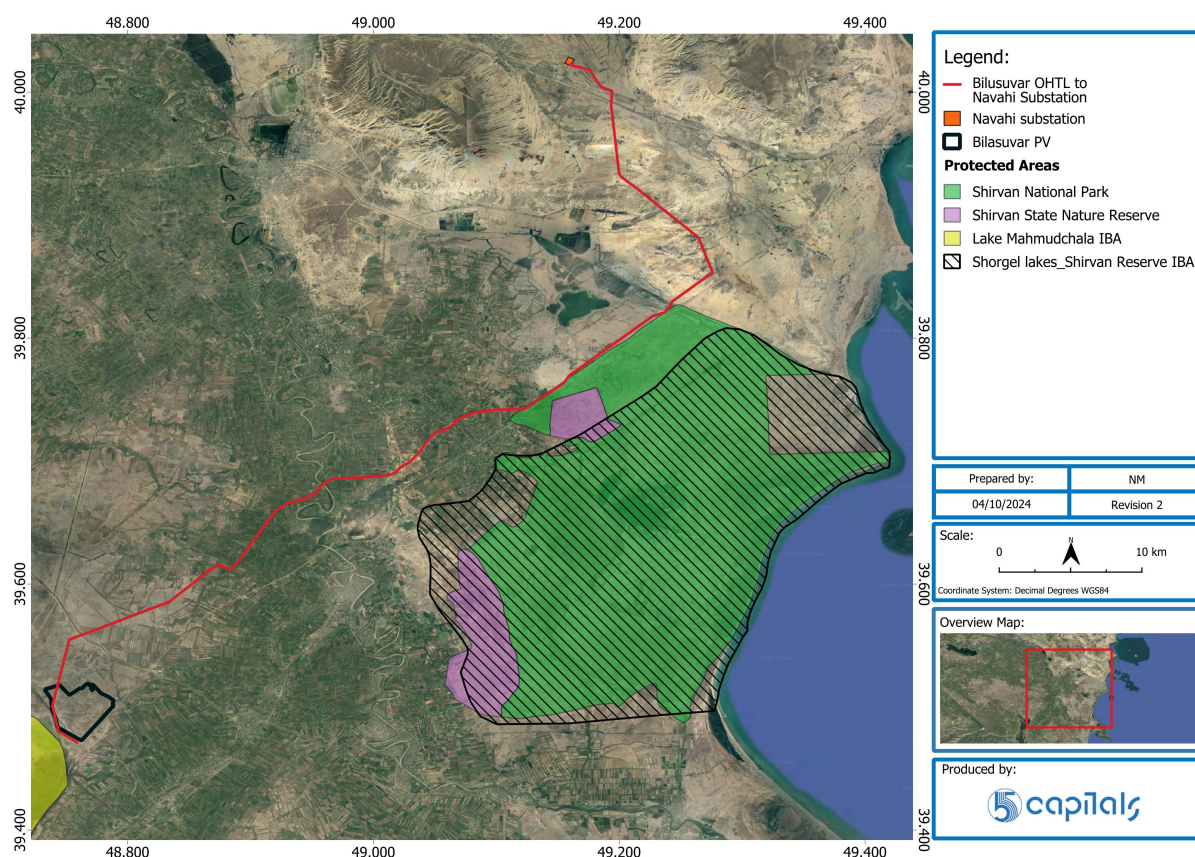 48.800
49.000
49.200
49.400
40.000
39.800
39.600
39.400
40.000
39.800
39.600
39.400
48.800
49.000
49.200
49.400
Legend:
Bilusuvar OHTL to
Navahi Substation
Navahi substation
Bilasuvar PV
Protected Areas
Shirvan National Park
Shirvan State Nature Reserve
Lake Mahmudchala IBA
Shorgel lakes_Shirvan Reserve IBA
Prepared by:
NM
04/10/2024
Revision 2
Scale:
N
0
10 km
Coordinate System: Decimal Degrees WGS84
Overview Map:
Produced by:
5 capitals